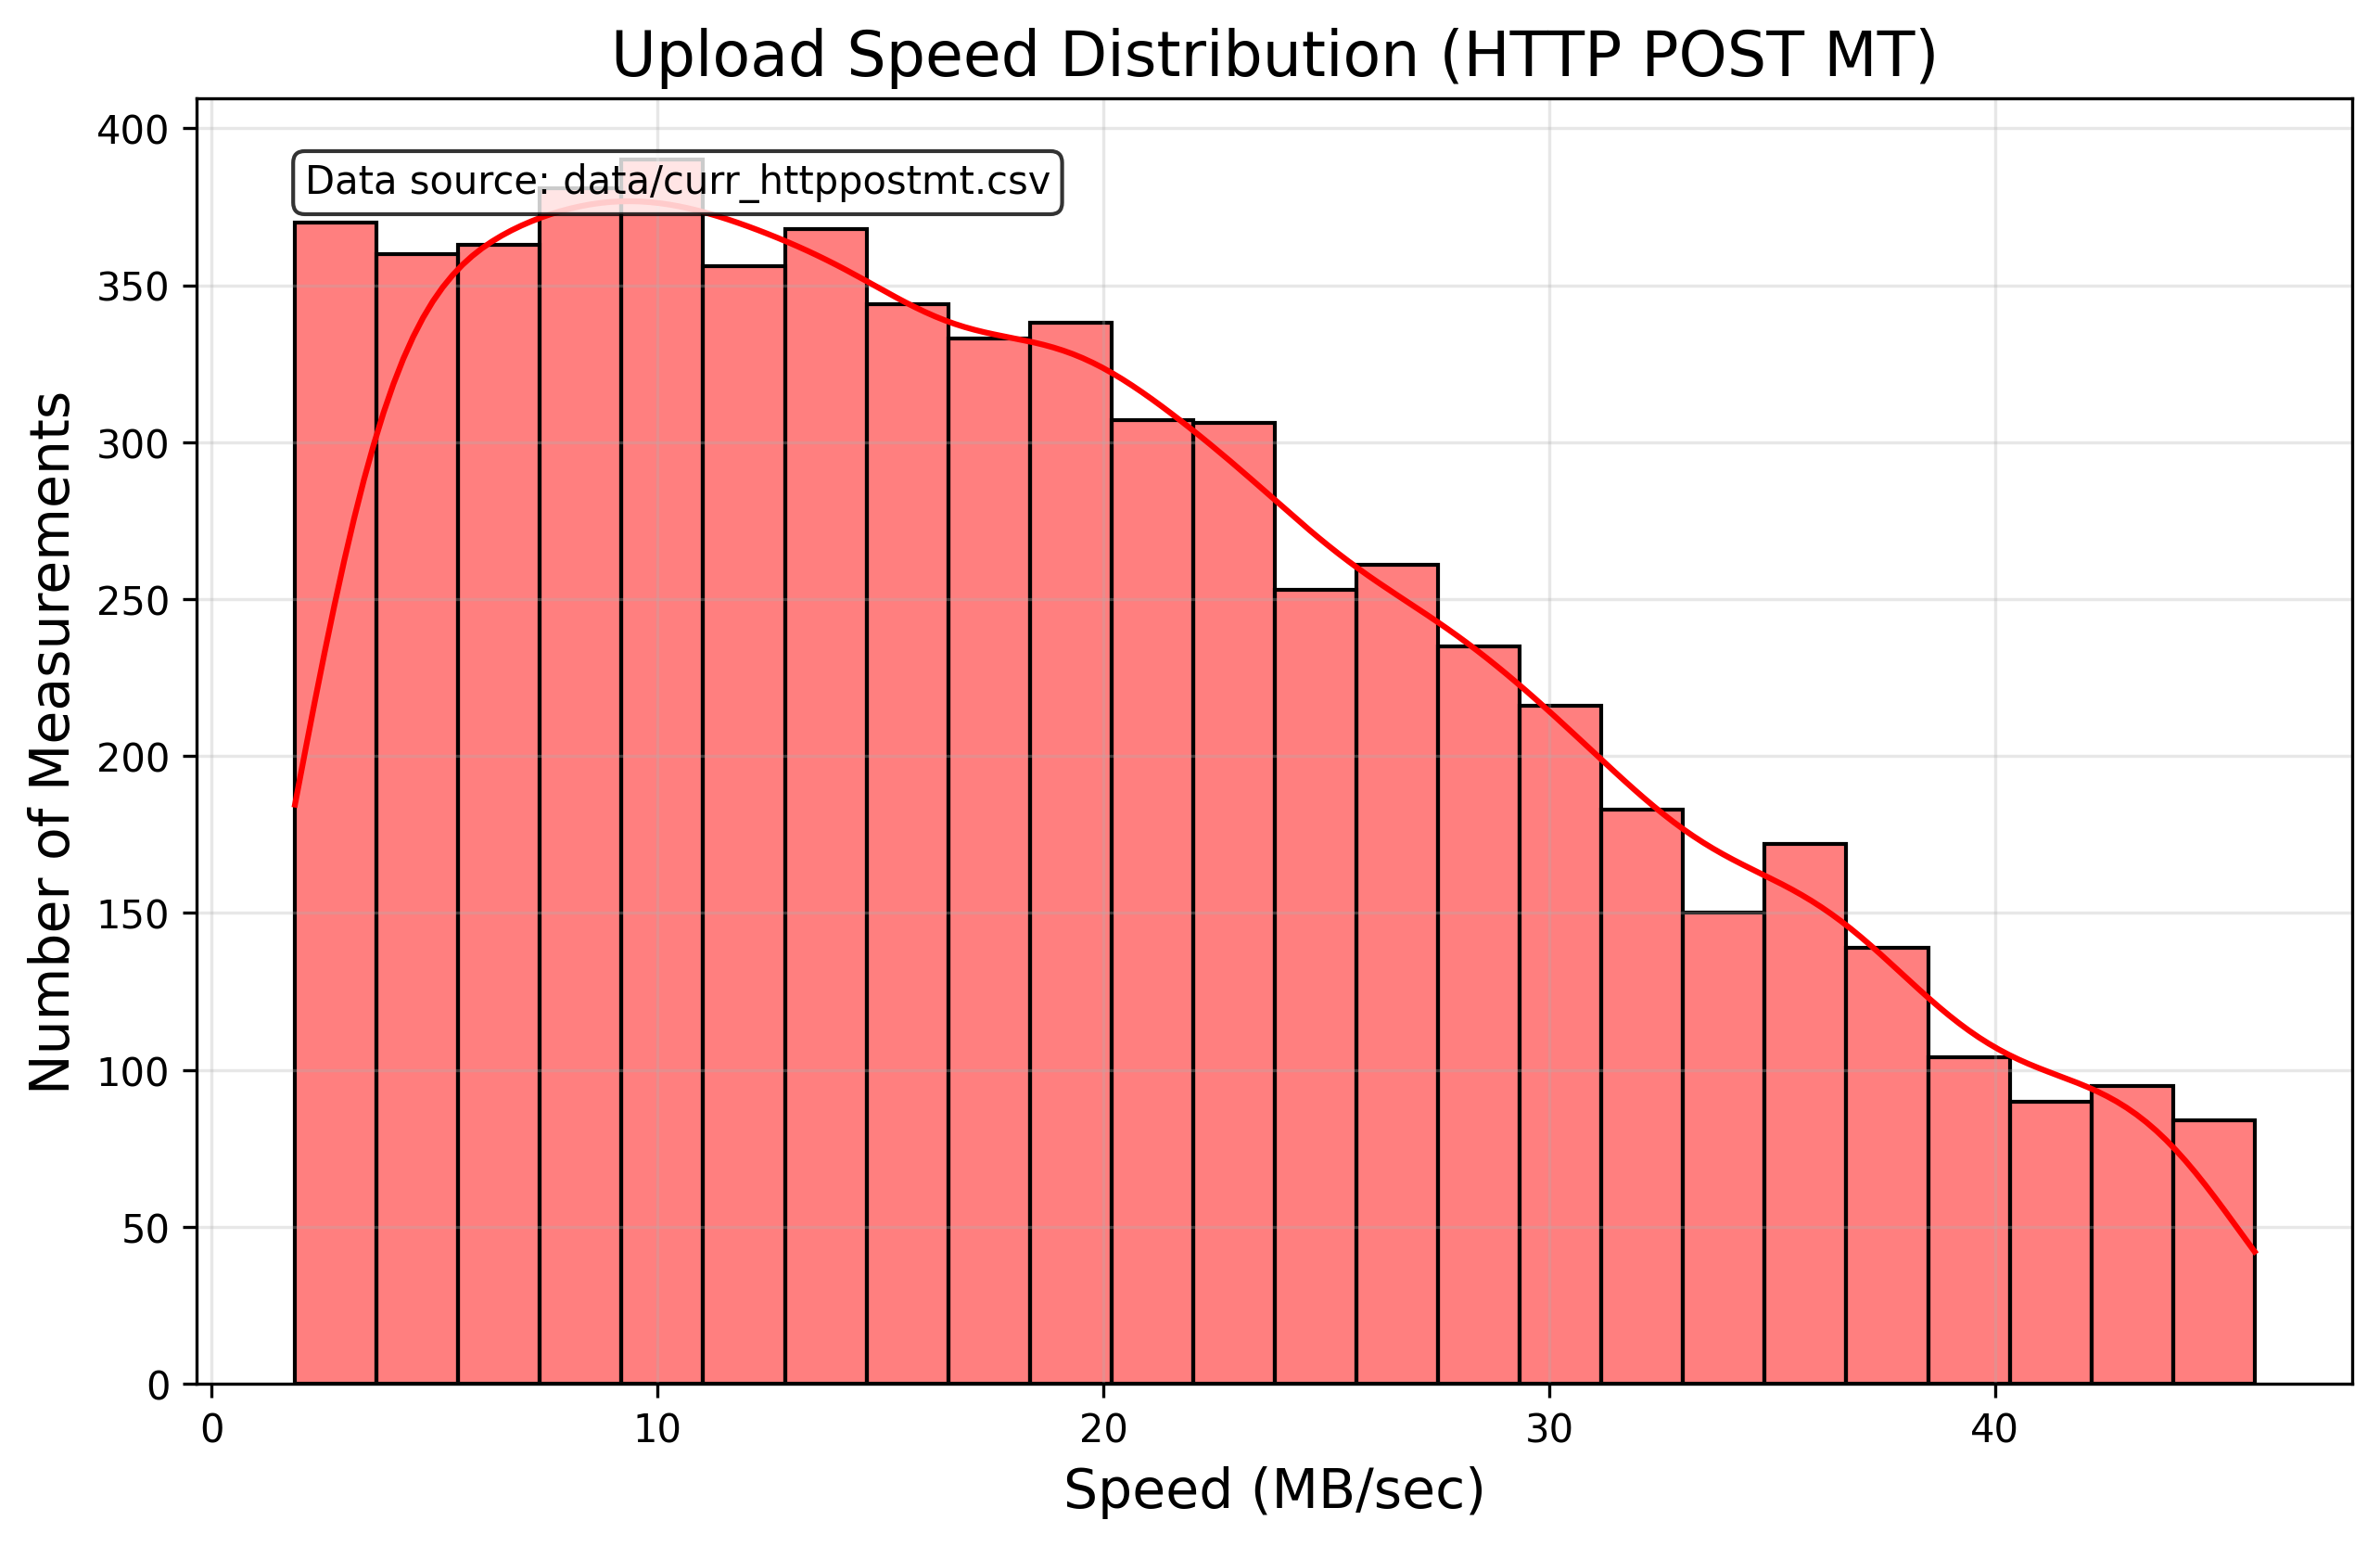 Upload Speed Distribution (HTTP POST MT)
Data source: data/curr_httppostmt.csv
Number of Measurements
400
350
300
250
200
150
100
50
0
0 10 20 30 40
Speed (MB/sec)